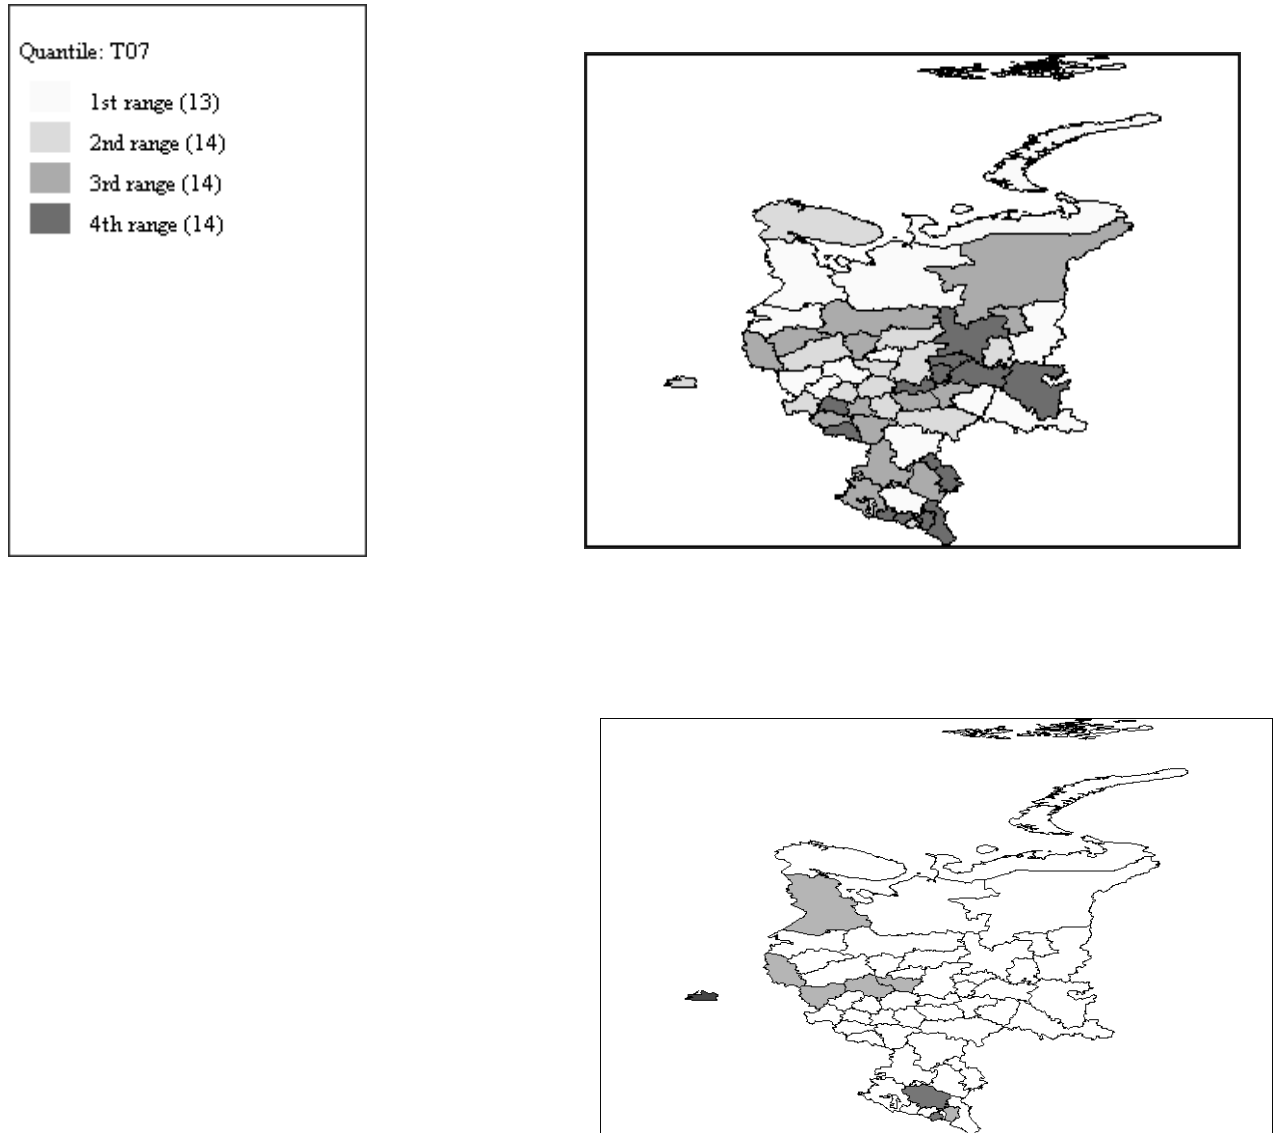 Quantile: T07
1st range (13)
2nd range (14)
3rd range (14)
4th range (14)